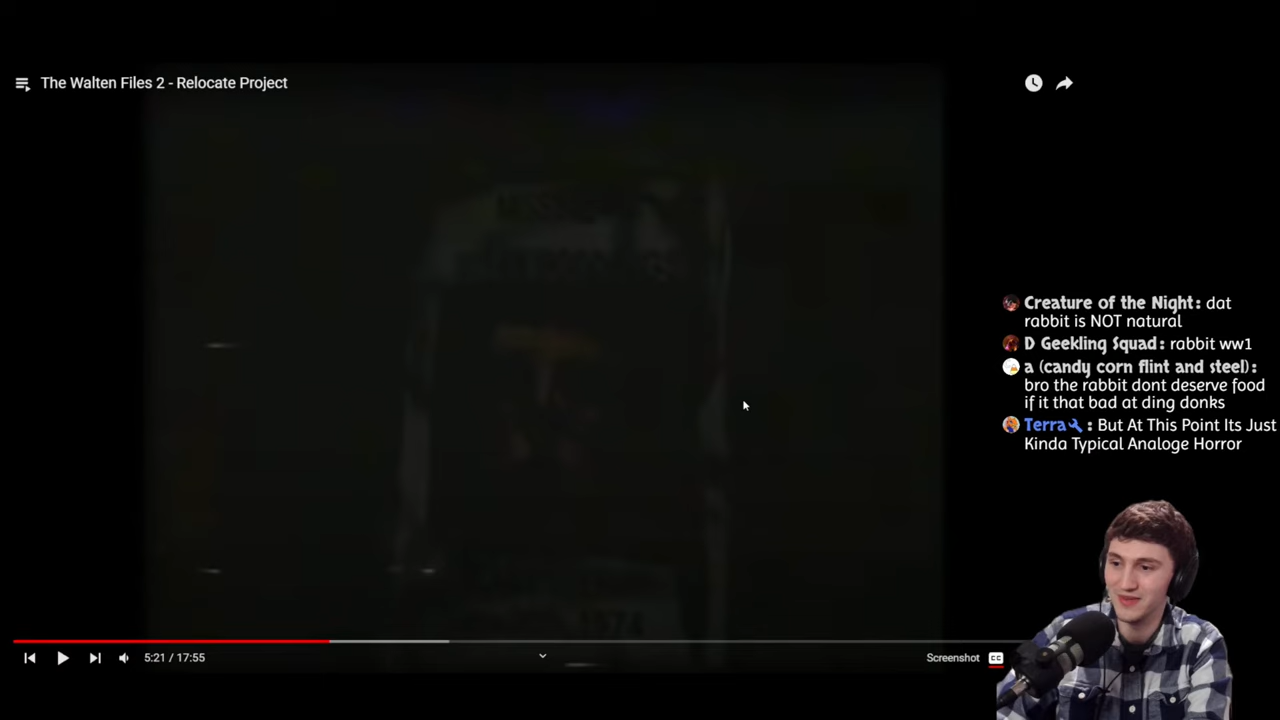 The Walten Files 2 - Relocate Project
Creature of the Night: dat
rabbit is NOT natural
D Geekling Squad: rabbit ww1
a (candy corn flint and steel):
bro the rabbit dont deserve food
if it that bad at ding donks
Terra: But At This Point Its Just
Kinda Typical Analoge Horror
5:21 / 17:55
Screenshot CC
1974